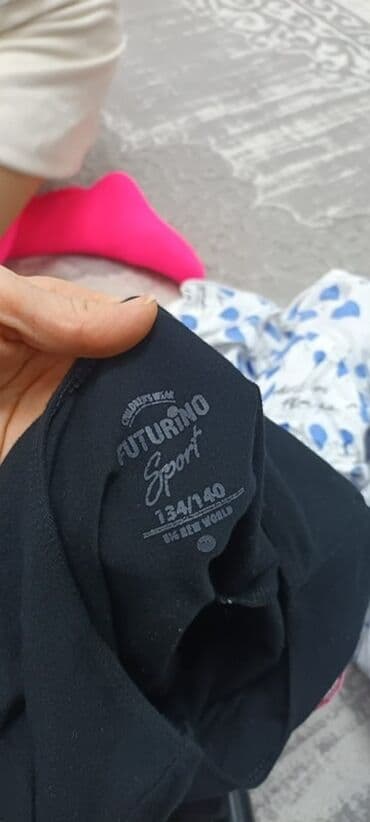 CHILDREN'S WEAR
FUTURiNO
Sport
134/140
BIG NEW WORLD